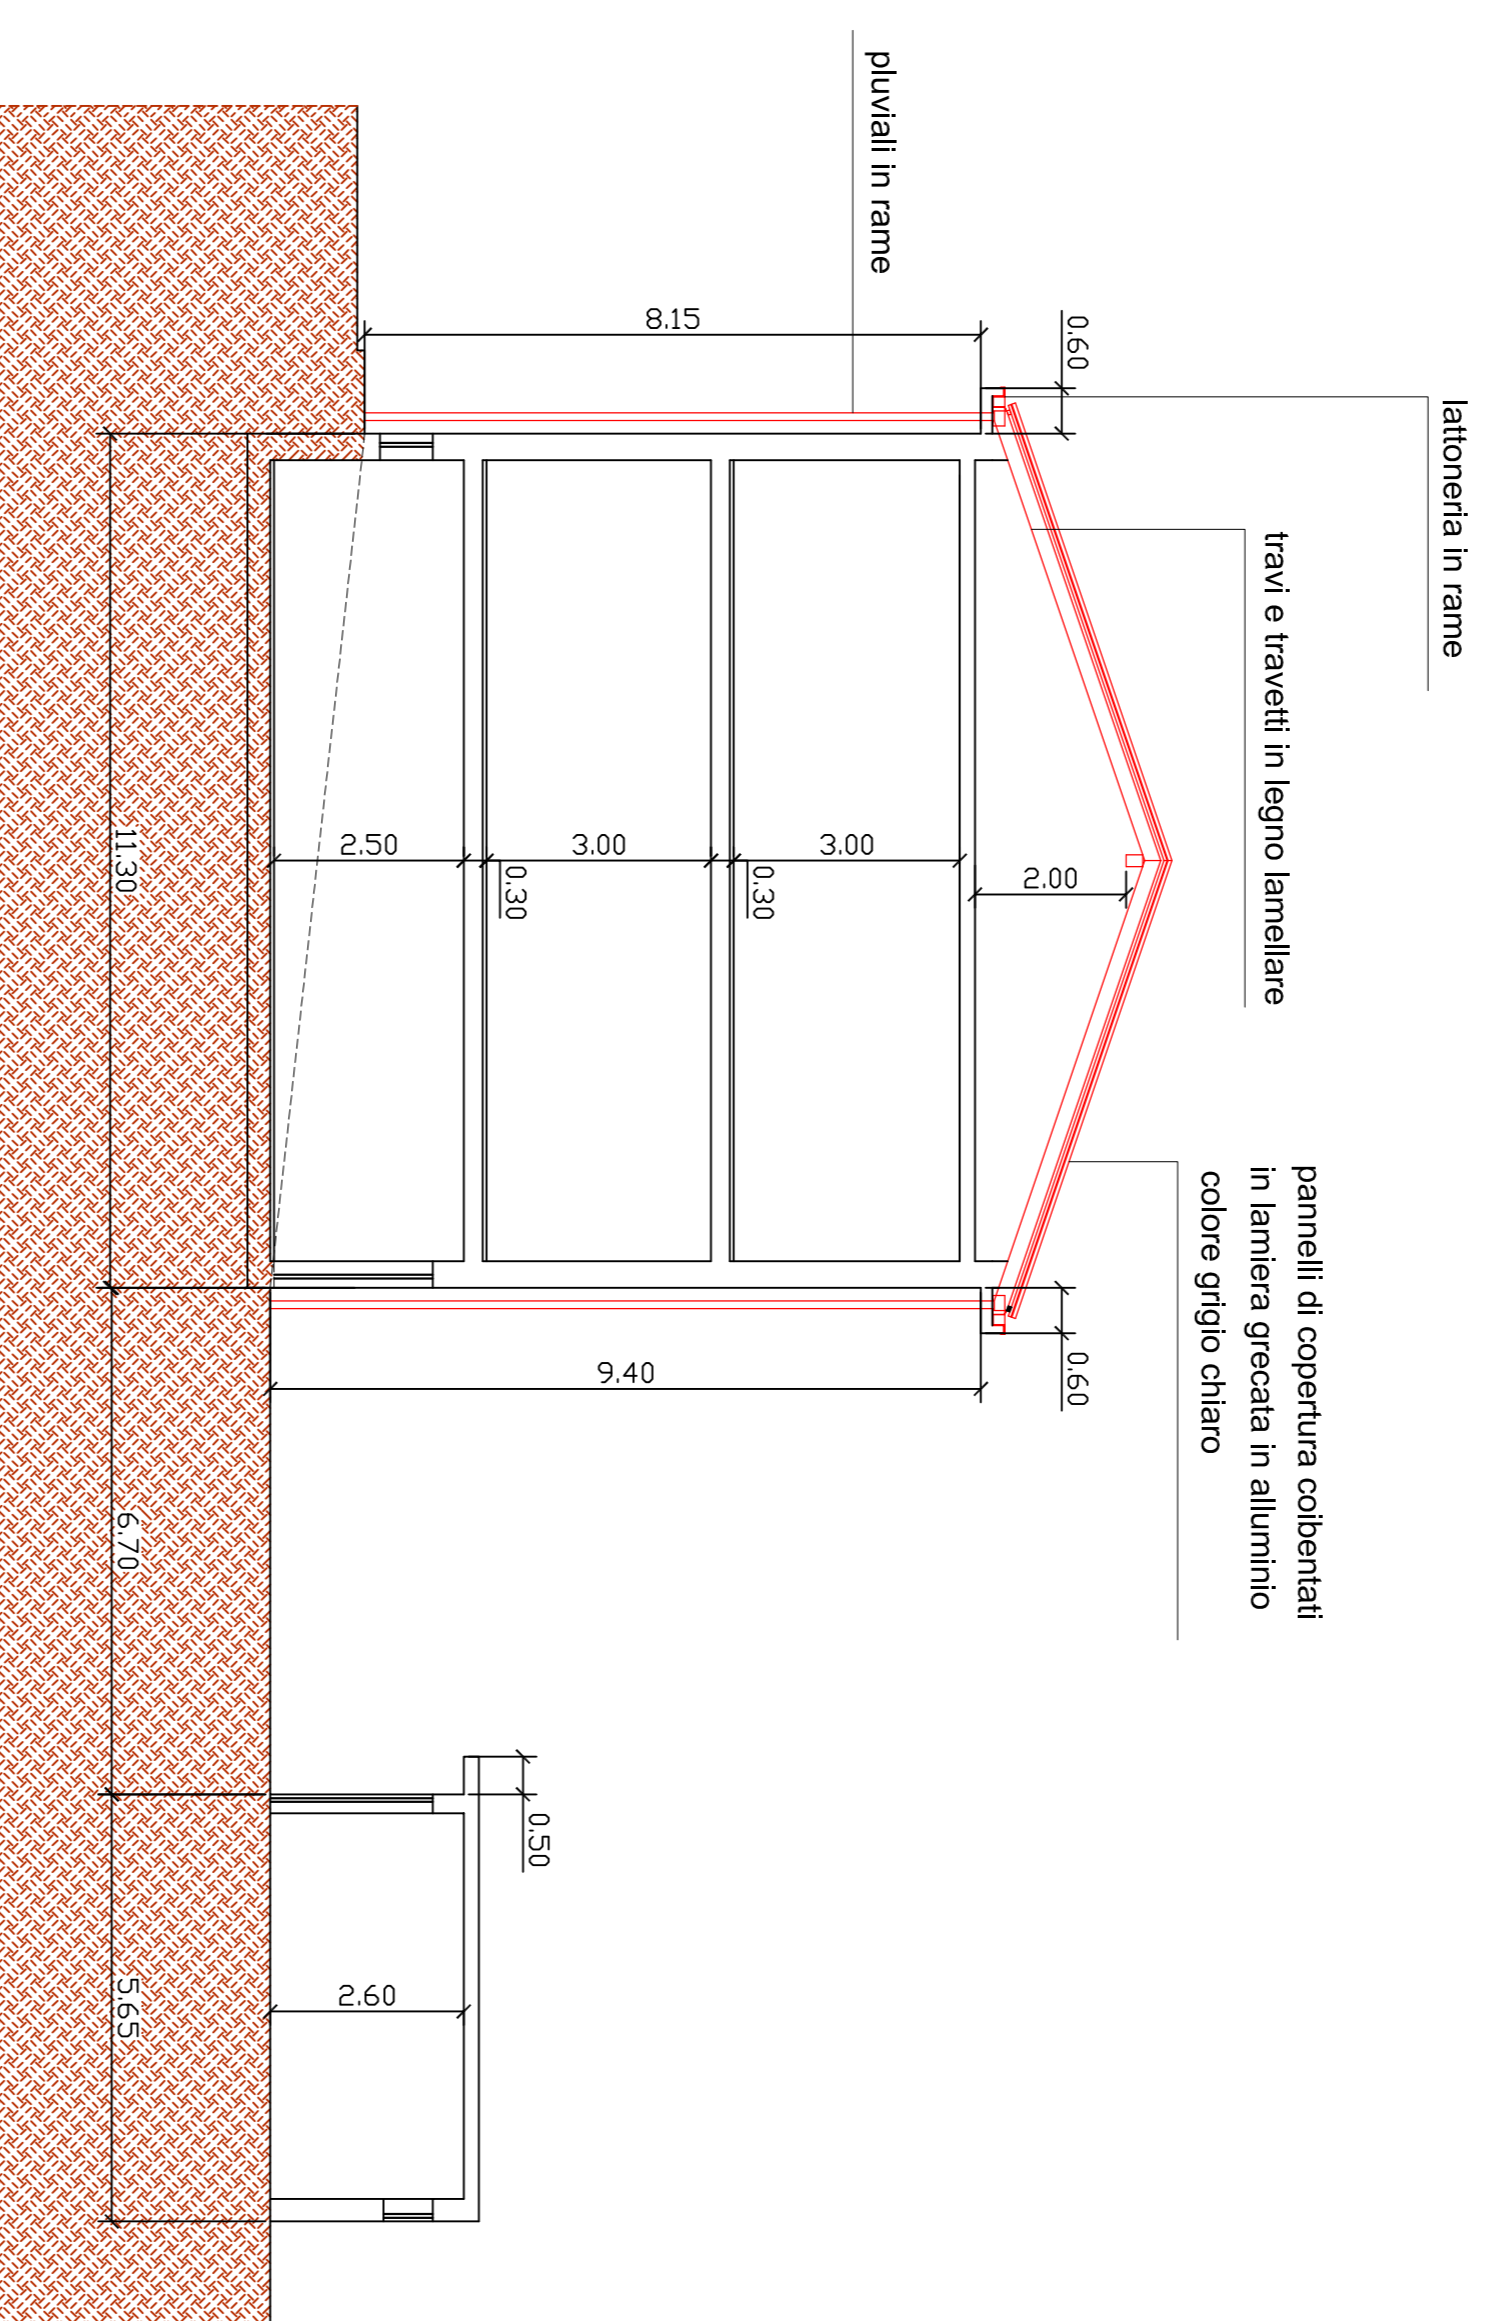 lattoneria in rame
travi e travetti in legno lamellare
pannelli di copertura coibentati
in lamiera grecata in alluminio
colore grigio chiaro
pluviali in rame
0.60
0.60
8.15
9.40
2.00
3.00
0.30
3.00
0.30
2.50
0.50
2.60
11.30
6.70
5.65